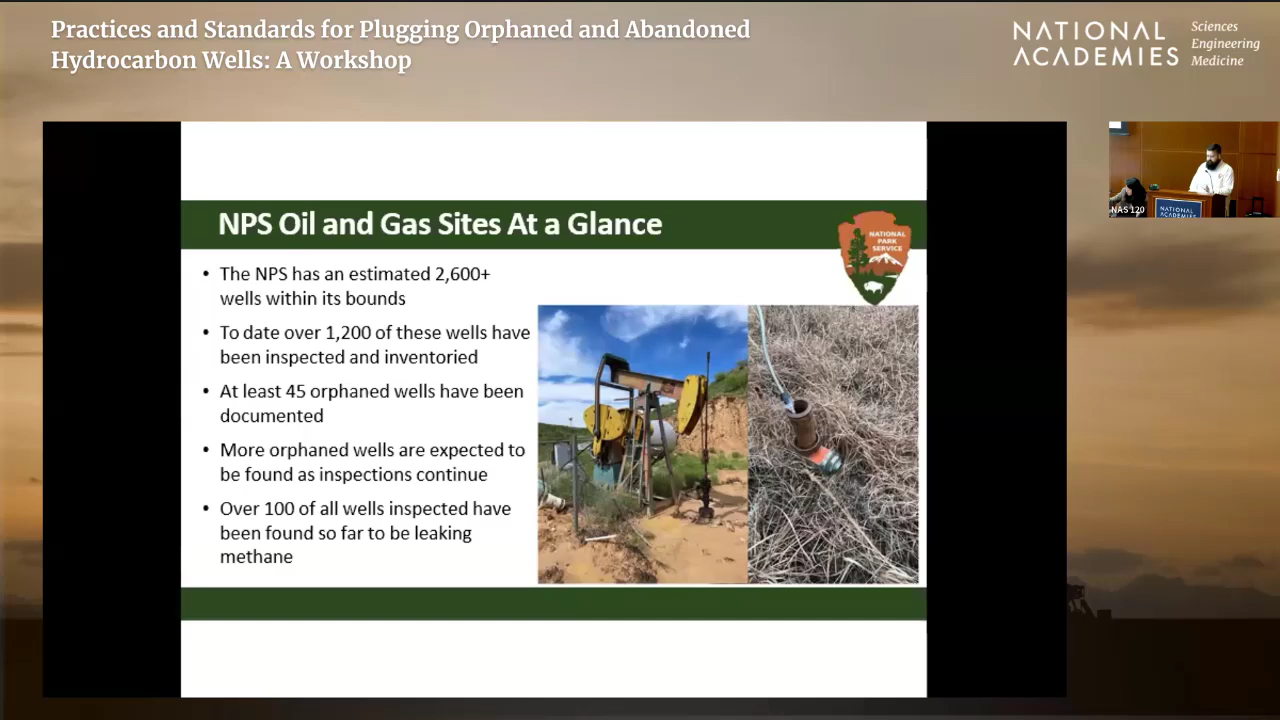 Practices and Standards for Plugging Orphaned and Abandoned
Hydrocarbon Wells: A Workshop
NATIONAL
ACADEMIES
Sciences
Engineering
Medicine
NPS Oil and Gas Sites At a Glance
NATIONAL
PARK
SERVICE
• The NPS has an estimated 2,600+
wells within its bounds
• To date over 1,200 of these wells have
been inspected and inventoried
• At least 45 orphaned wells have been
documented
• More orphaned wells are expected to
be found as inspections continue
• Over 100 of all wells inspected have
been found so far to be leaking
methane
NAS 120
NATIONAL
ACADEMIES